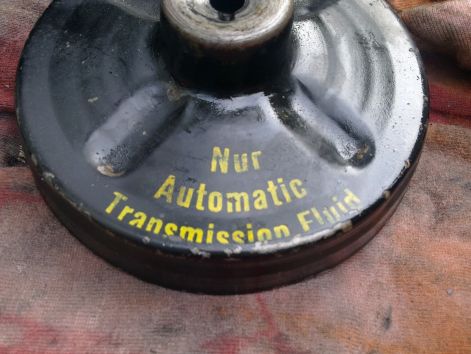 Nur
Automatic
Transmission Fluid